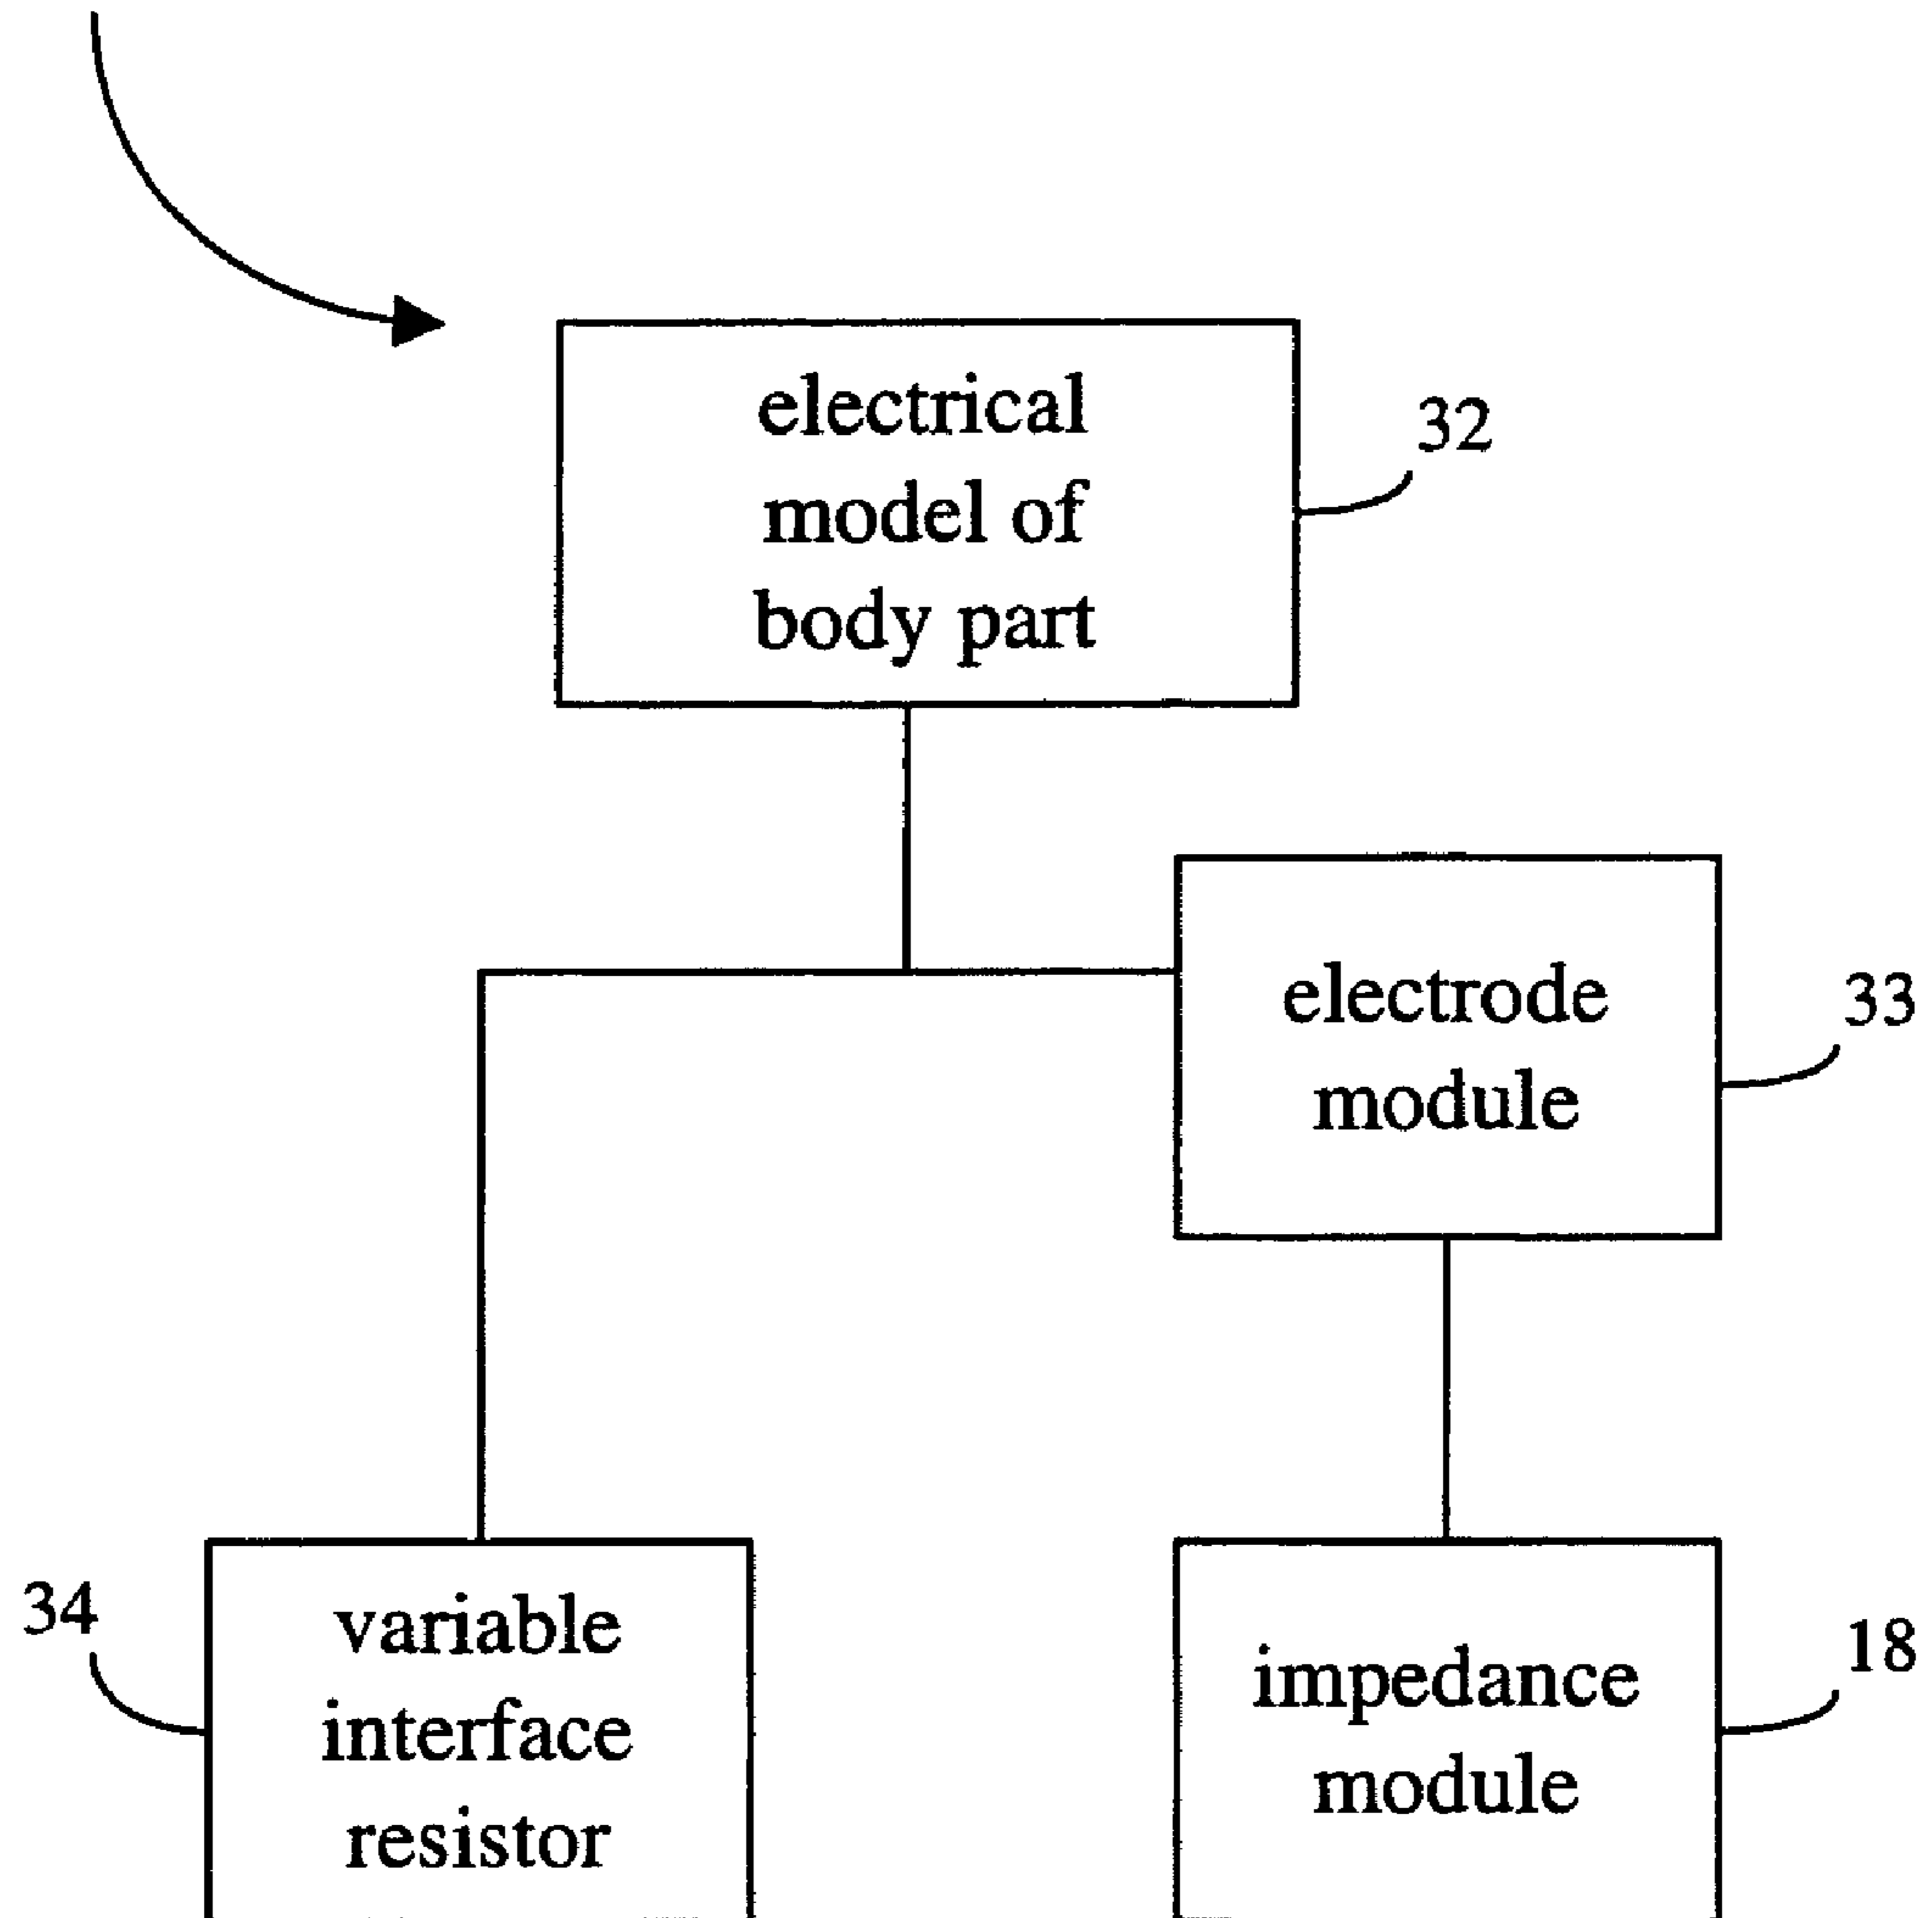 electrical
model of
body part
32
electrode
module
33
34
variable
interface
resistor
impedance
module
18